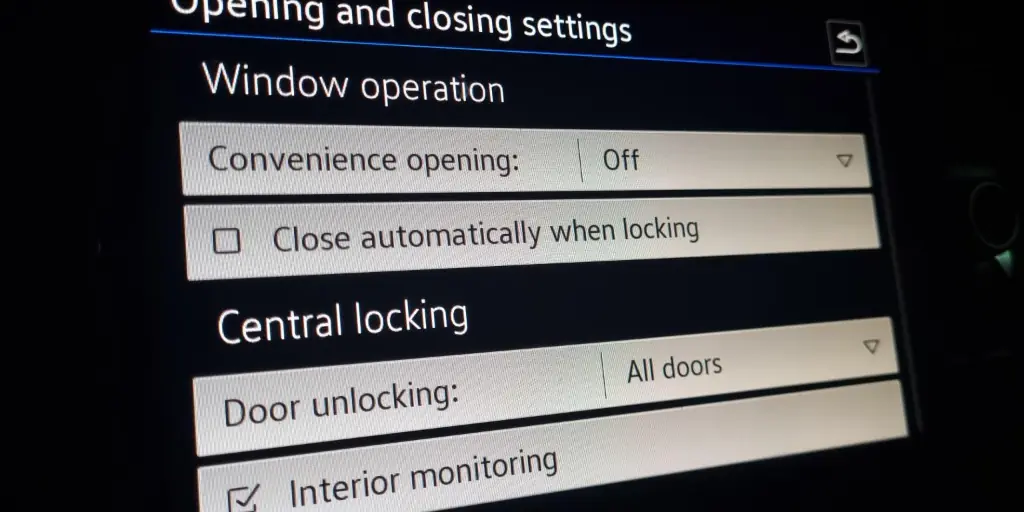 Opening and closing settings
Window operation
Convenience opening: Off
Close automatically when locking
Central locking
Door unlocking: All doors
Interior monitoring